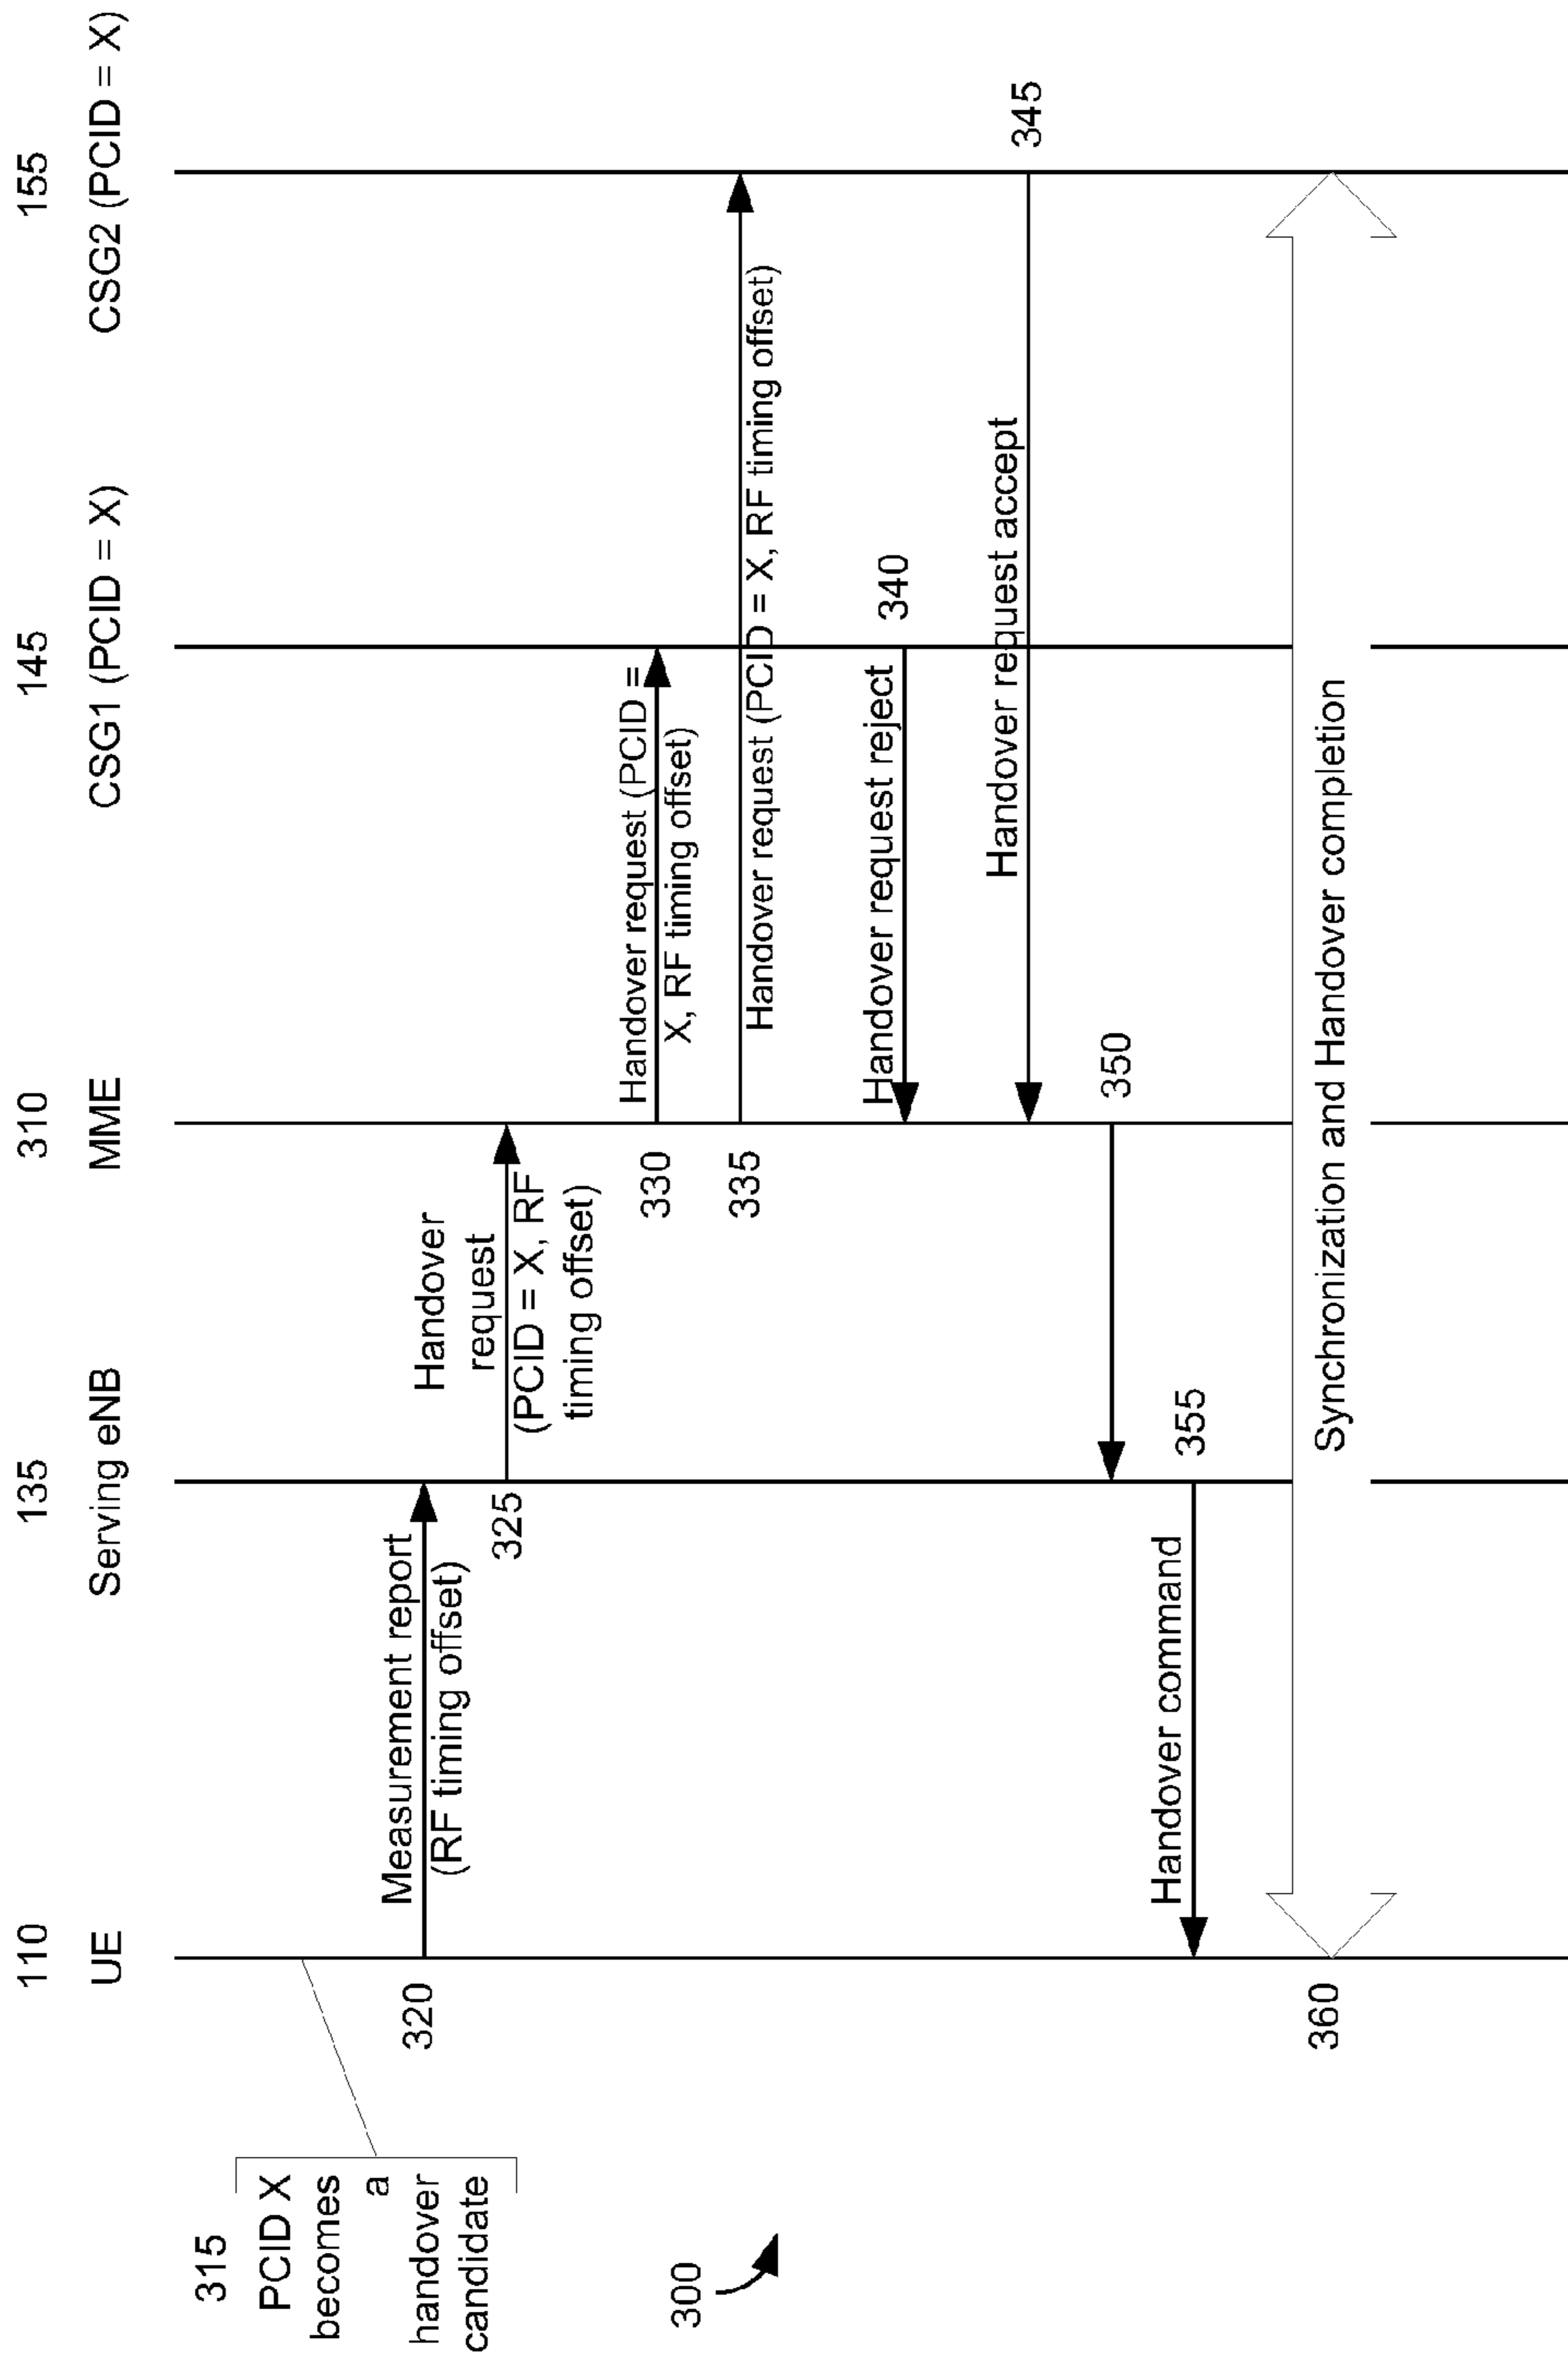 110
135
310
145
155
UE
Serving eNB
MME
CSG1 (PCID = X)
CSG2 (PCID = X)
315
PCID X
becomes
a
handover
candidate
320
Measurement report
(RF timing offset)
325
Handover
request
(PCID = X, RF
timing offset)
330
Handover request (PCID =
X, RF timing offset)
335
Handover request (PCID = X, RF timing offset)
300
340
Handover request reject
345
Handover request accept
350
355
Handover command
360
Synchronization and Handover completion